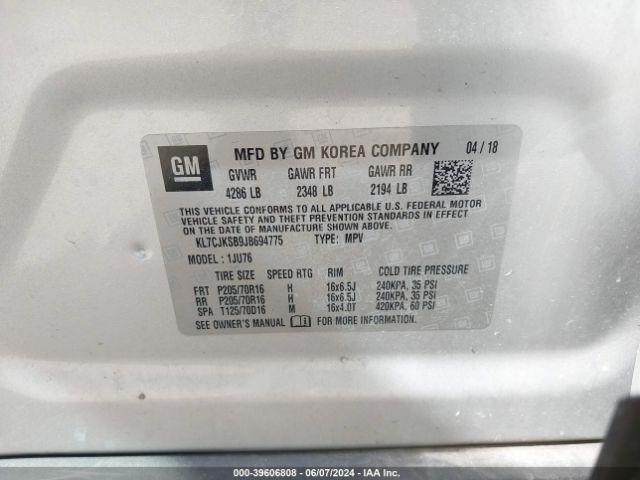 GM
MFD BY GM KOREA COMPANY 04 / 18
GVWR GAWR FRT GAWR RR
4286 LB 2348 LB 2194 LB
THIS VEHICLE CONFORMS TO ALL APPLICABLE U.S. FEDERAL MOTOR
VEHICLE SAFETY AND THEFT PREVENTION STANDARDS IN EFFECT
ON THE DATE OF MANUFACTURE SHOWN ABOVE.
KL7CJKSB9JB694775 TYPE: MPV
MODEL : 1JU76
TIRE SIZE SPEED RTG RIM COLD TIRE PRESSURE
FRT P205/70R16 H 16x6.5J 240KPA, 35 PSI
RR P205/70R16 H 16x6.5J 240KPA, 35 PSI
SPA T125/70D16 M 16x4.0T 420KPA, 60 PSI
SEE OWNER'S MANUAL FOR MORE INFORMATION.
000-39606808 - 06/07/2024 - IAA Inc.